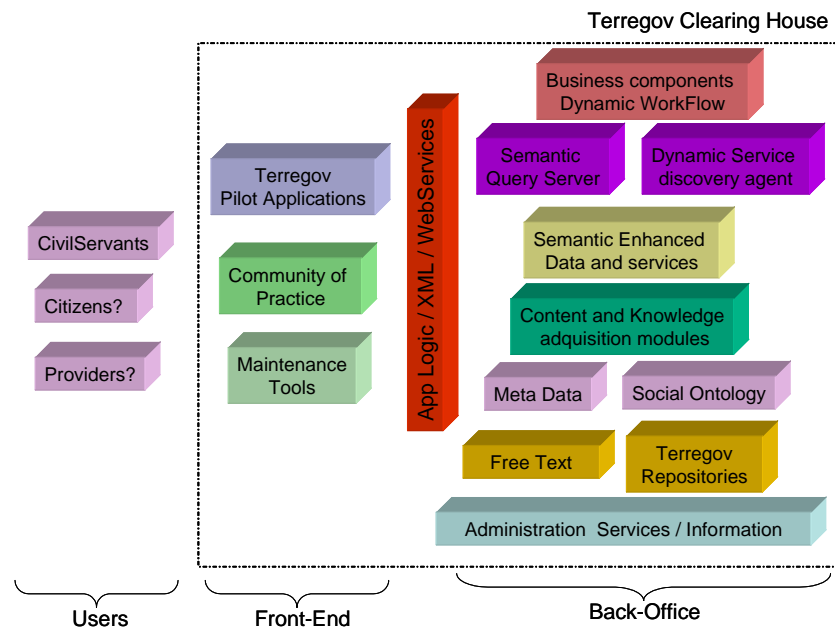 Terregov Clearing House
CivilServants
Citizens?
Providers?
Terregov
Pilot Applications
Community of
Practice
Maintenance
Tools
App Logic / XML / WebServices
Business components
Dynamic WorkFlow
Semantic
Query Server
Dynamic Service
discovery agent
Semantic Enhanced
Data and services
Content and Knowledge
adquisition modules
Meta Data
Social Ontology
Free Text
Terregov
Repositories
Administration Services / Information
Users
Front-End
Back-Office